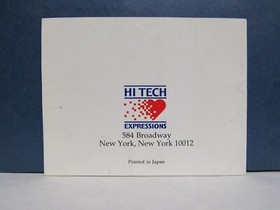 HI TECH
EXPRESSIONS
584 Broadway
New York, New York 10012
Printed in Japan